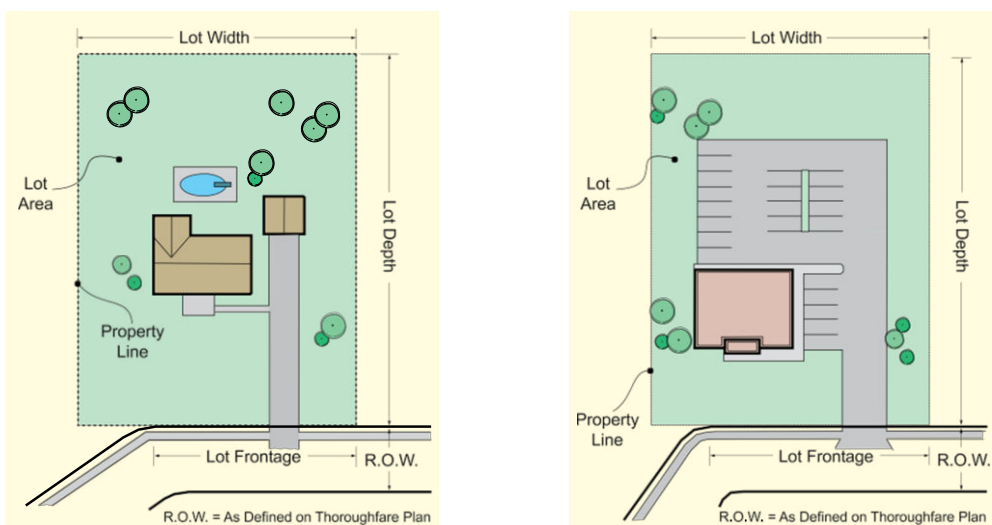 Lot Width
Lot
Area
Lot Depth
Property
Line
Lot Frontage
R.O.W.
R.O.W. = As Defined on Thoroughfare Plan
Lot Width
Lot
Area
Lot Depth
Property
Line
Lot Frontage
R.O.W.
R.O.W. = As Defined on Thoroughfare Plan